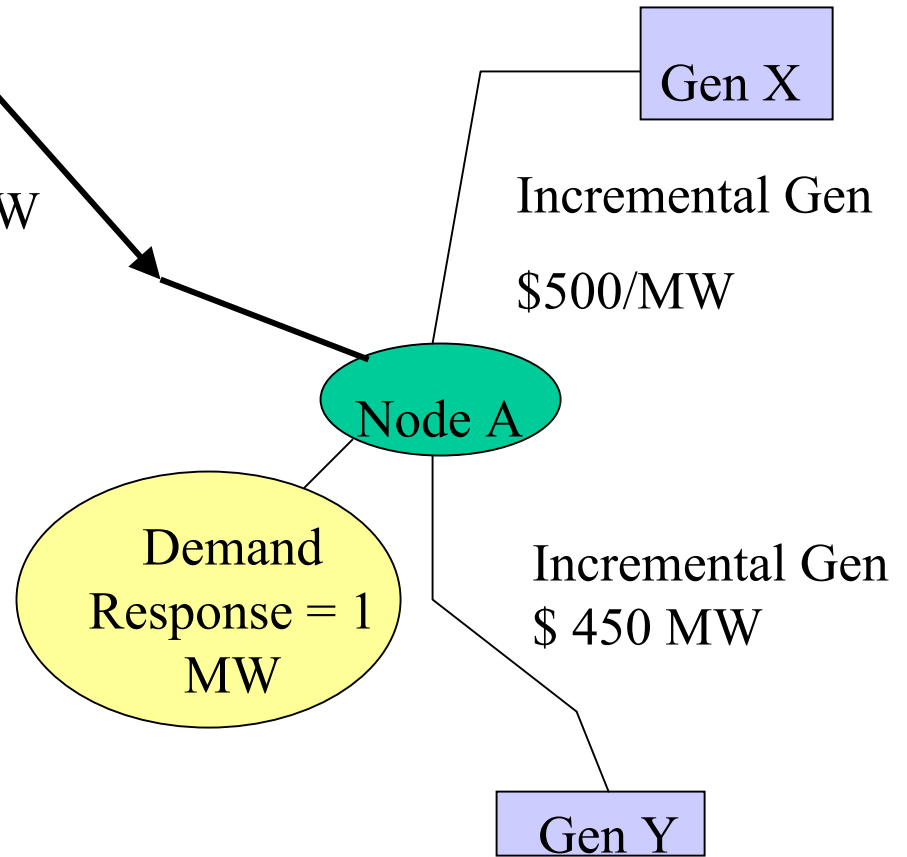 Gen X
Incremental Gen
$500/MW
Node A
Demand
Response = 1
MW
Incremental Gen
$ 450 MW
Gen Y